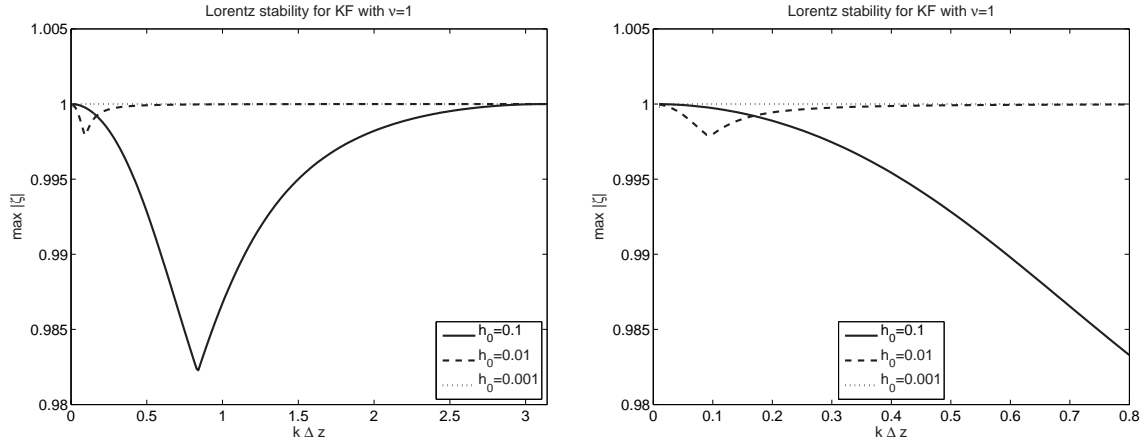 Lorentz stability for KF with ν=1
1.005
1
0.995
0.99
0.985
0.98
max |ζ|
0
0.5
1
1.5
2
2.5
3
k Δ z
h₀=0.1
h₀=0.01
h₀=0.001
Lorentz stability for KF with ν=1
1.005
1
0.995
0.99
0.985
0.98
max |ζ|
0
0.1
0.2
0.3
0.4
0.5
0.6
0.7
0.8
k Δ z
h₀=0.1
h₀=0.01
h₀=0.001